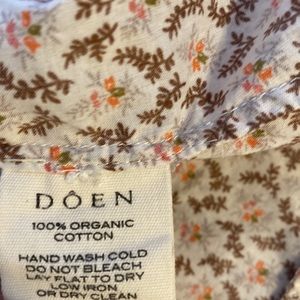 DÔEN
100% ORGANIC
COTTON
HAND WASH COLD
DO NOT BLEACH
LAY FLAT TO DRY
LOW IRON
OR DRY CLEAN